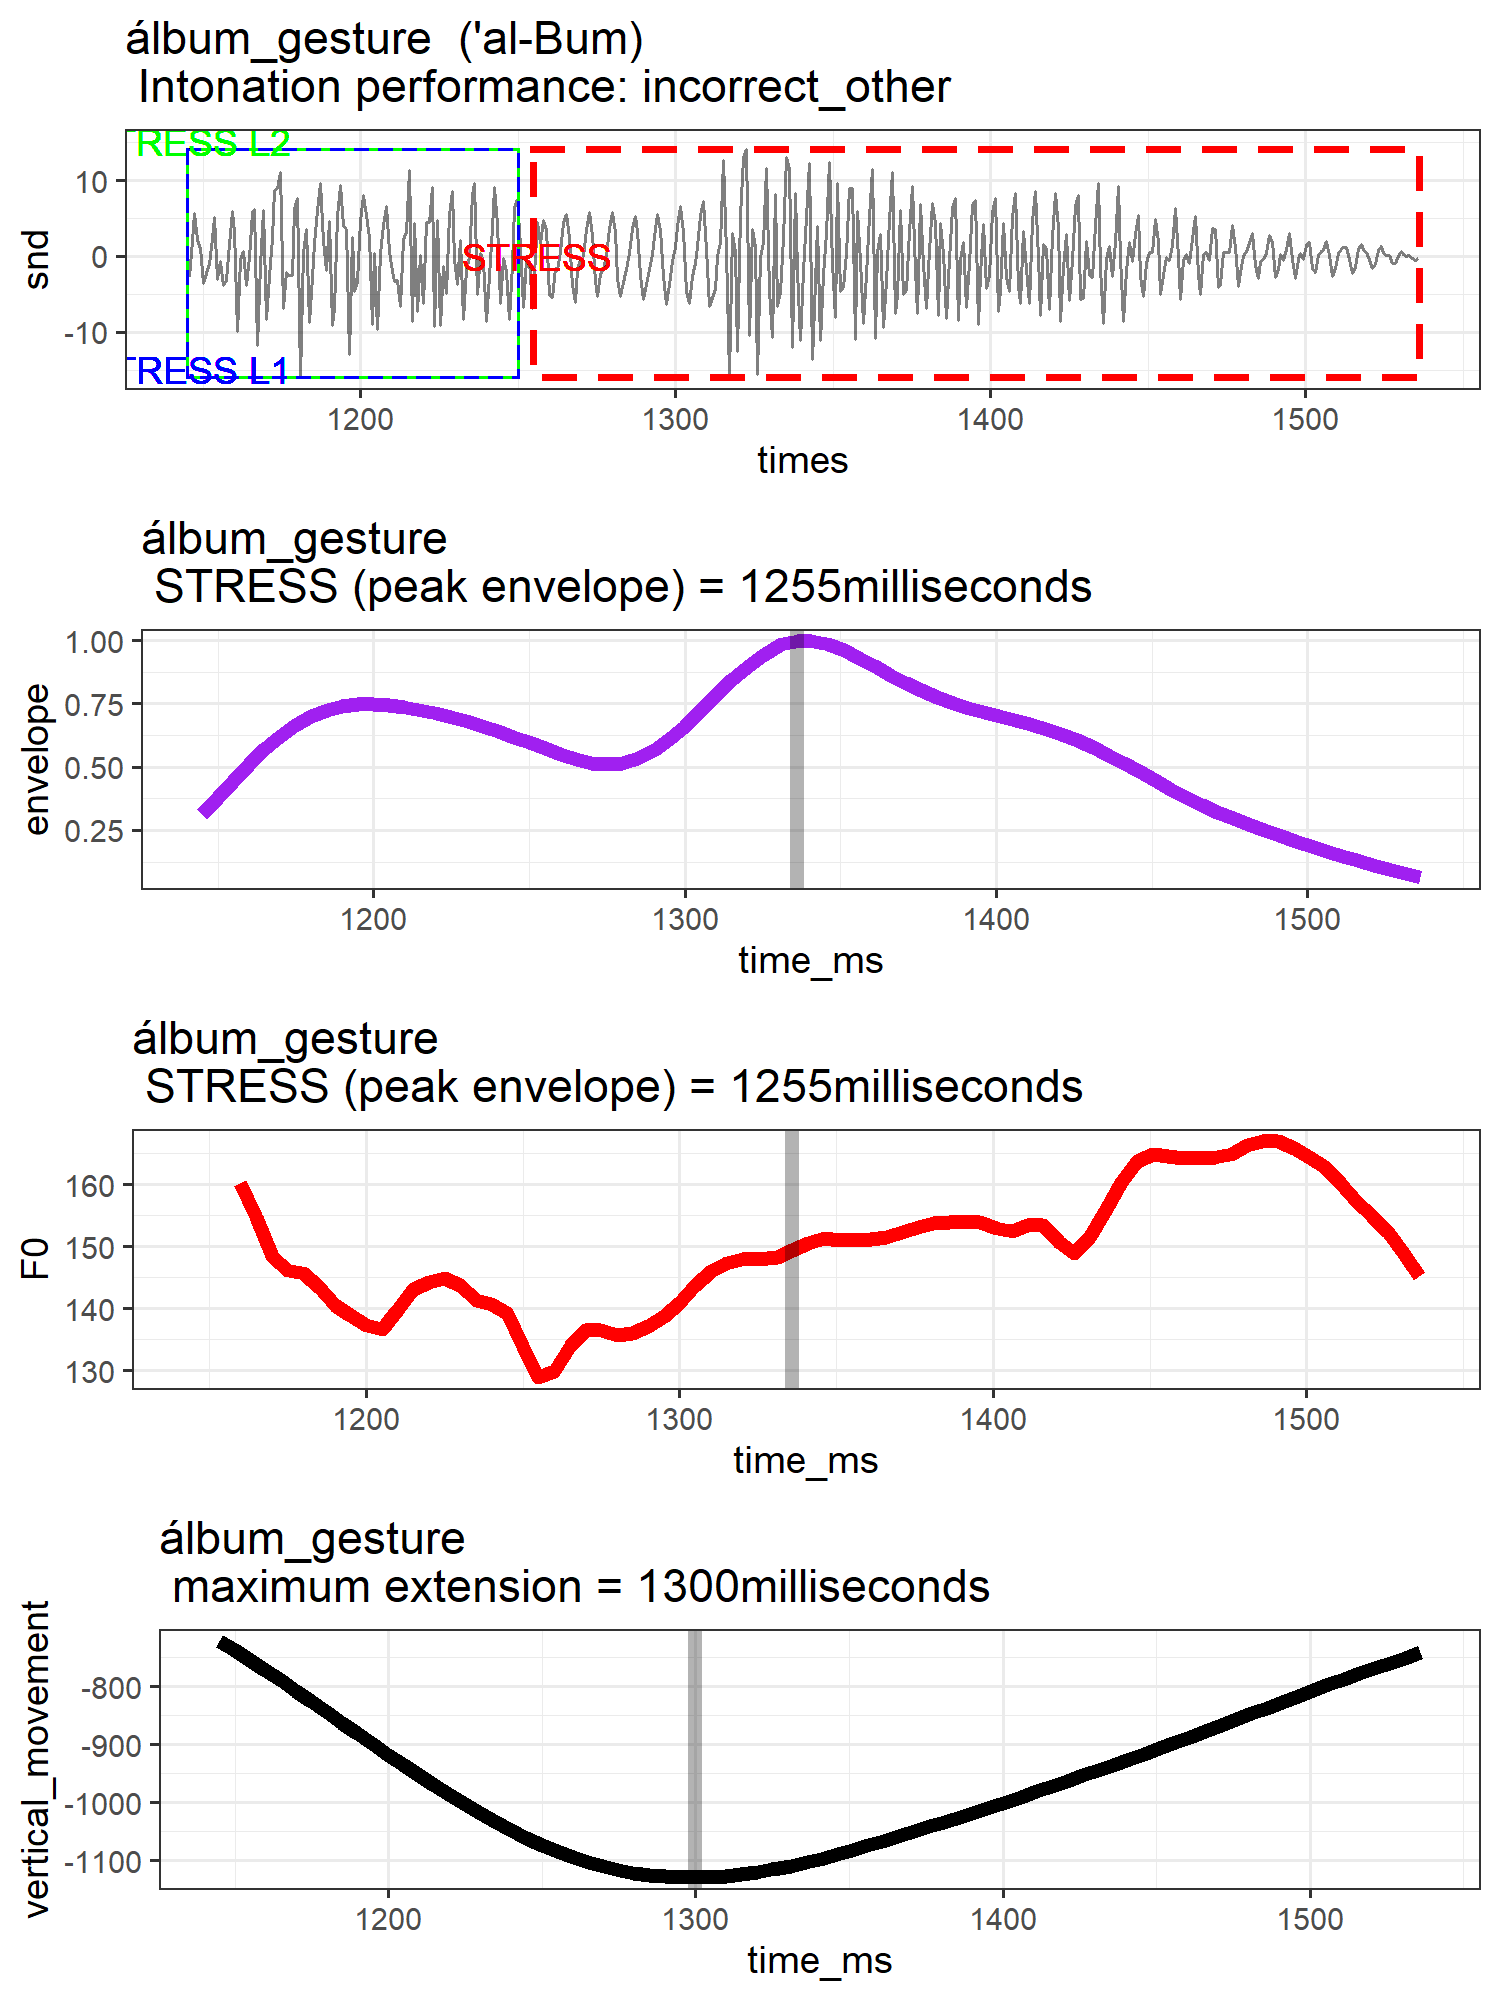 álbum_gesture  ('al-Bum)
Intonation performance: incorrect_other
snd
10
0
-10
RESS L2
STRESS
RESS L1
1200
1300
1400
1500
times
álbum_gesture
STRESS (peak envelope) = 1255milliseconds
envelope
1.00
0.75
0.50
0.25
1200
1300
1400
1500
time_ms
álbum_gesture
STRESS (peak envelope) = 1255milliseconds
F0
160
150
140
130
1200
1300
1400
1500
time_ms
álbum_gesture
maximum extension = 1300milliseconds
vertical_movement
-800
-900
-1000
-1100
1200
1300
1400
1500
time_ms